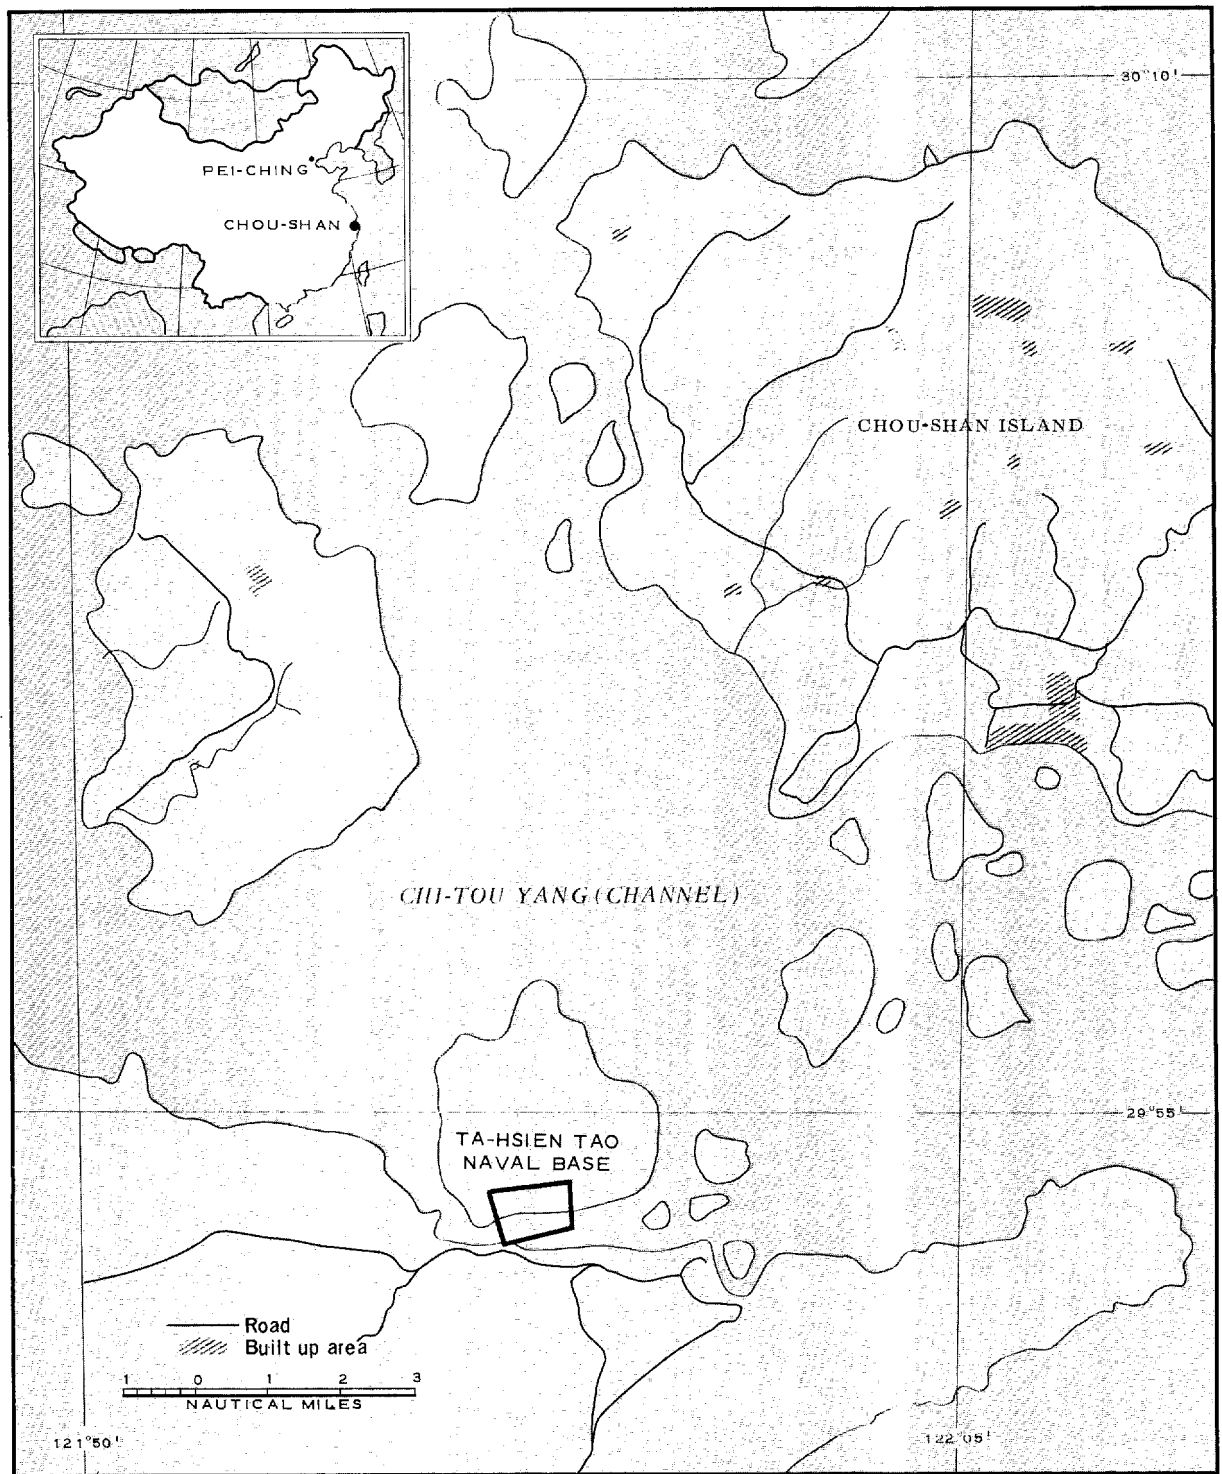 30°10'
PEI-CHING
CHOU-SHAN
CHOU-SHAN ISLAND
CHI-TOU YANG (CHANNEL)
29°55'
TA-HSIEN TAO
NAVAL BASE
Road
Built up area
1 0 1 2 3
NAUTICAL MILES
121°50'
122°05'